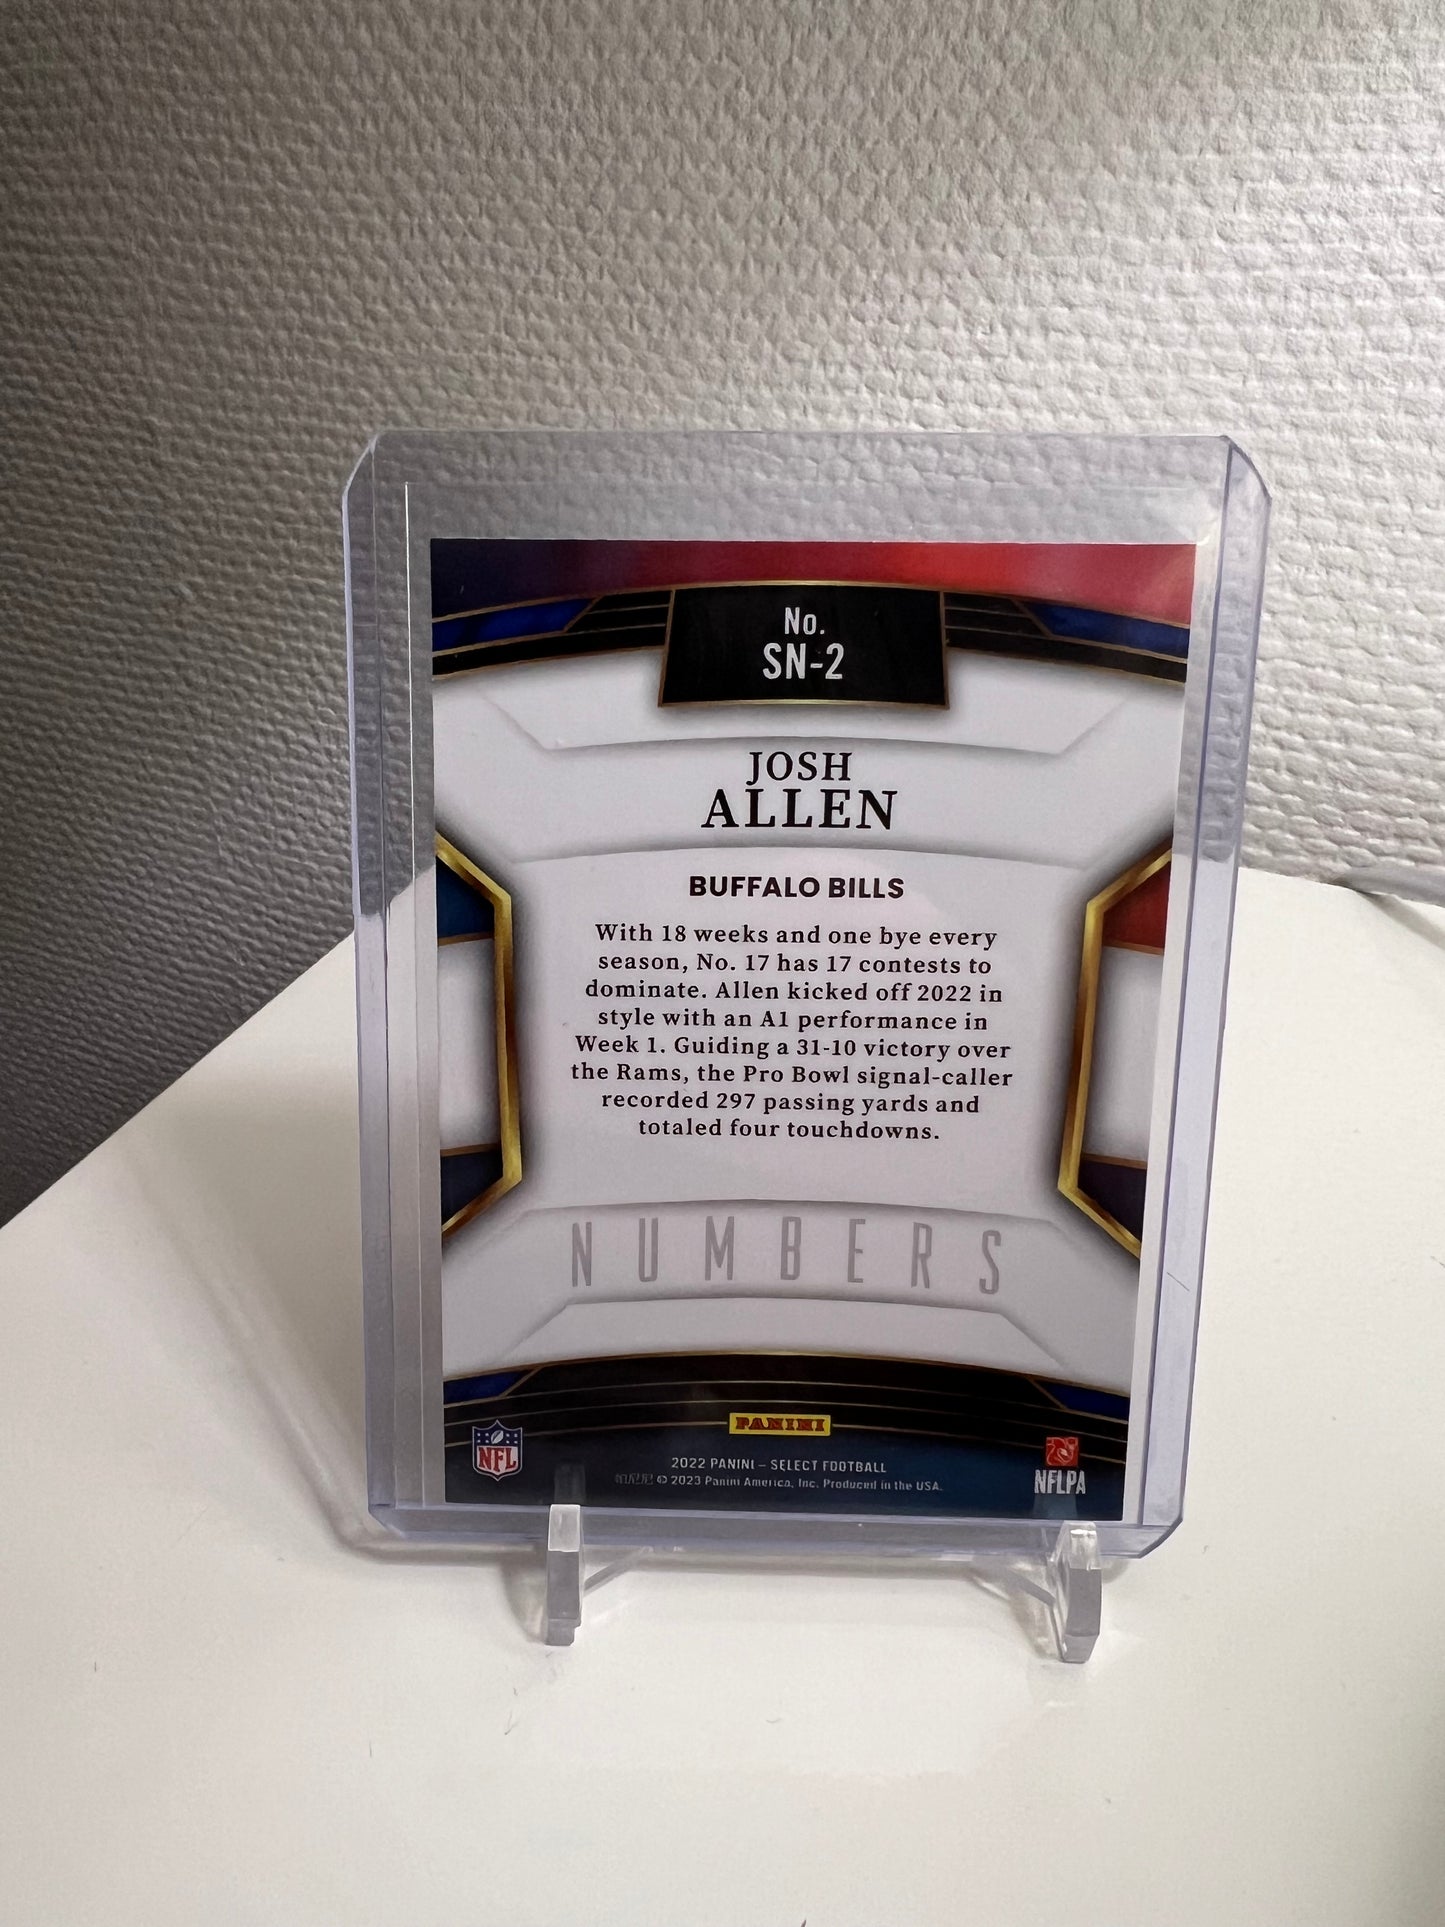 No.
SN-2
JOSH
ALLEN
BUFFALO BILLS
With 18 weeks and one bye every
season, No. 17 has 17 contests to
dominate. Allen kicked off 2022 in
style with an A1 performance in
Week 1. Guiding a 31-10 victory over
the Rams, the Pro Bowl signal-caller
recorded 297 passing yards and
totaled four touchdowns.
NUMBERS
PANINI
NFL
2022 PANINI – SELECT FOOTBALL
© 2023 Panini America, Inc. Produced in the USA.
NFLPA